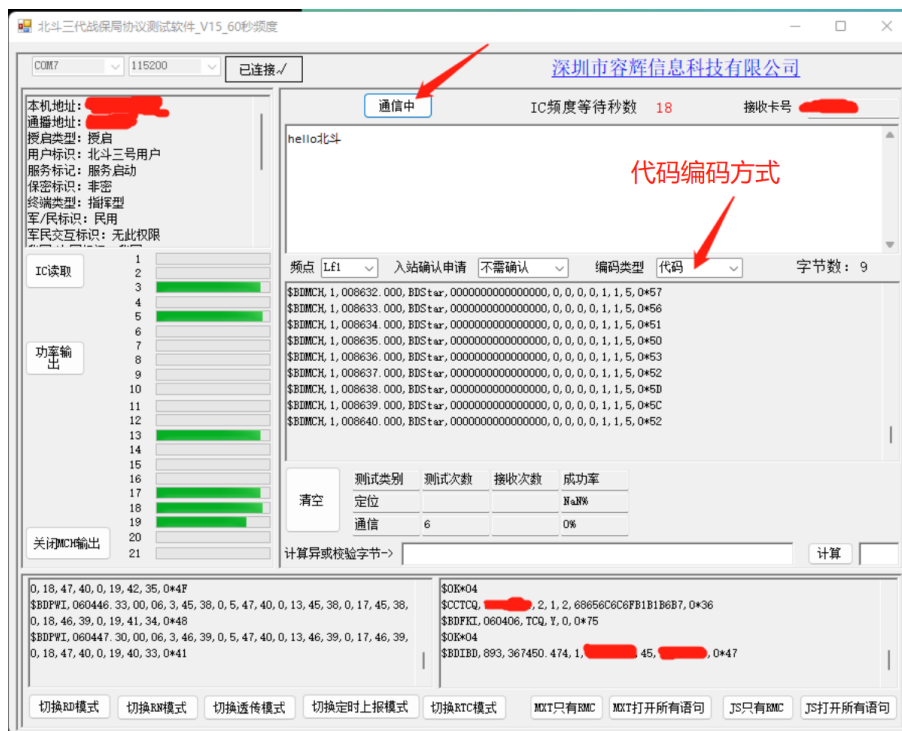 北斗三代战保局协议测试软件_V15_60秒频度
COM7
115200
已连接√
深圳市容辉信息科技有限公司
本机地址:
通播地址:
授启类型: 授启
用户标识: 北斗三号用户
服务标记: 服务启动
保密标识: 非密
终端类型: 指挥型
军/民标识: 民用
军民交互标识: 无此权限
通信中
IC频度等待秒数 18
接收卡号
hello北斗
代码编码方式
频点 Lf1
入站确认申请 不需确认
编码类型 代码
字节数: 9
IC读取
功率输出
关闭MCH输出
1
2
3
4
5
6
7
8
9
10
11
12
13
14
15
16
17
18
19
20
21
$BDMCH,1,008632.000,BDStar,0000000000000000,0,0,0,0,1,1,5,0*57
$BDMCH,1,008633.000,BDStar,0000000000000000,0,0,0,0,1,1,5,0*56
$BDMCH,1,008634.000,BDStar,0000000000000000,0,0,0,0,1,1,5,0*51
$BDMCH,1,008635.000,BDStar,0000000000000000,0,0,0,0,1,1,5,0*50
$BDMCH,1,008636.000,BDStar,0000000000000000,0,0,0,0,1,1,5,0*53
$BDMCH,1,008637.000,BDStar,0000000000000000,0,0,0,0,1,1,5,0*52
$BDMCH,1,008638.000,BDStar,0000000000000000,0,0,0,0,1,1,5,0*5D
$BDMCH,1,008639.000,BDStar,0000000000000000,0,0,0,0,1,1,5,0*5C
$BDMCH,1,008640.000,BDStar,0000000000000000,0,0,0,0,1,1,5,0*52
清空
测试类别 测试次数 接收次数 成功率
定位 NaN%
通信 6 0%
计算异或校验字节->
计算
0,18,47,40,0,19,42,35,0*4F
$BDPWI,060446.33,00,06,3,45,38,0,5,47,40,0,13,45,38,0,17,45,38,
0,18,46,39,0,19,41,34,0*48
$BDPWI,060447.30,00,06,3,46,39,0,5,47,40,0,13,46,39,0,17,46,39,
0,18,47,40,0,19,40,33,0*41
$OK*04
$CCTCQ, ,2,1,2,68656C6C6FB1B1B6B7,0*36
$BDFKI,060406,TCQ,Y,0,0*75
$OK*04
$BDIBD,893,367450.474,1, 45, ,0*47
切换RD模式
切换RN模式
切换透传模式
切换定时上报模式
切换RTC模式
MXT只有RMC
MXT打开所有语句
JS只有RMC
JS打开所有语句